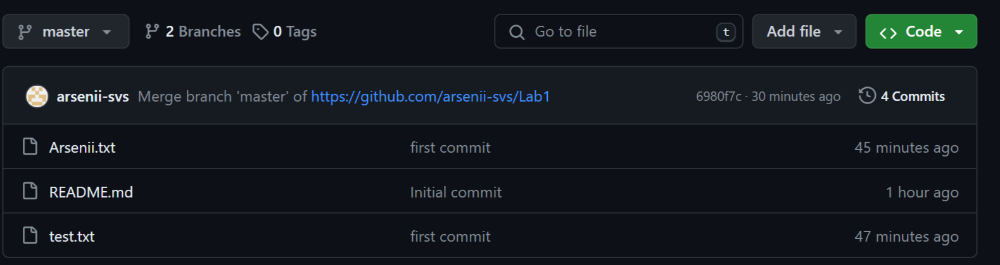 master 2 Branches 0 Tags Go to file t Add file Code
arsenii-svs Merge branch 'master' of https://github.com/arsenii-svs/Lab1 6980f7c · 30 minutes ago 4 Commits
Arsenii.txt first commit 45 minutes ago
README.md Initial commit 1 hour ago
test.txt first commit 47 minutes ago